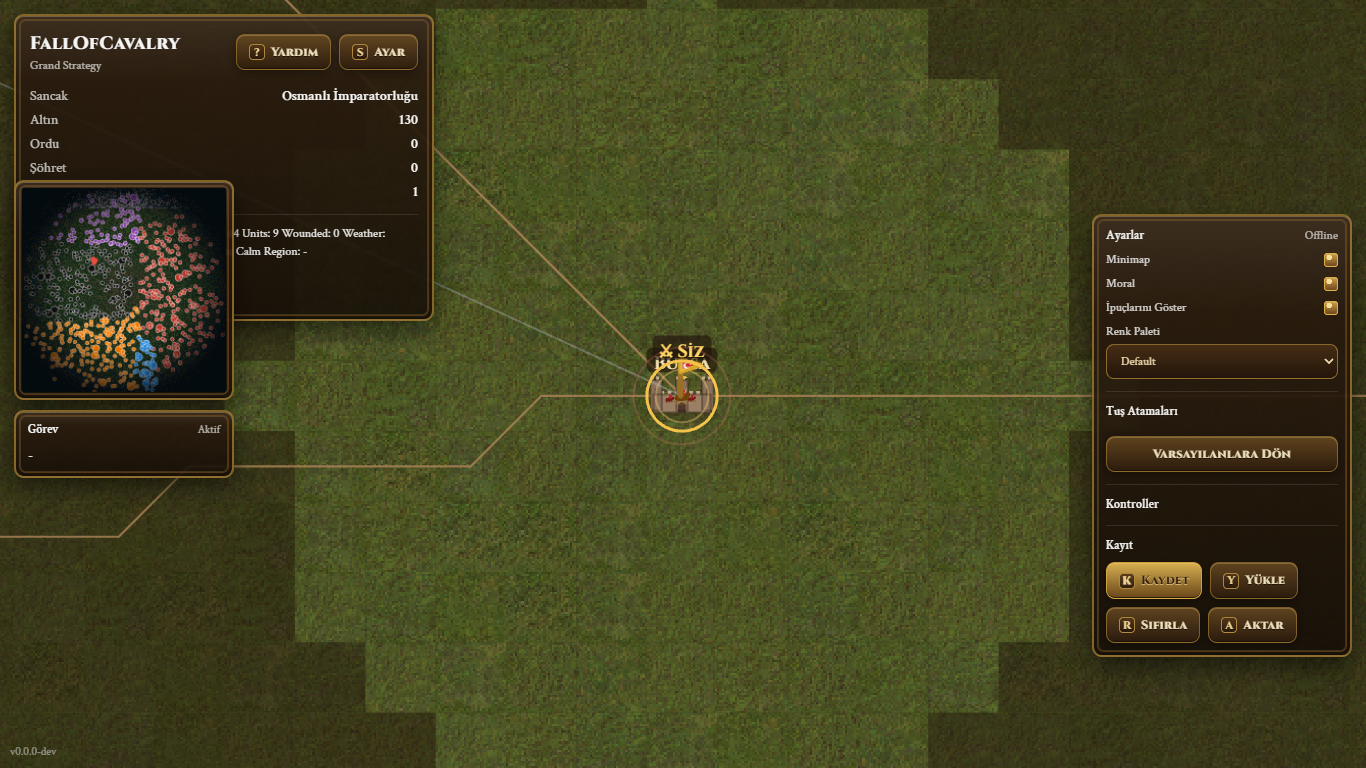 FallOfCavalry
Grand Strategy
? Yardım
S Ayar
Sancak Osmanlı İmparatorluğu
Altın 130
Ordu 0
Şöhret 0
1
4 Units: 9 Wounded: 0 Weather:
Calm Region: -
Görev Aktif
-
⚔ Siz
Ayarlar Offline
Minimap
Moral
İpuçlarını Göster
Renk Paleti
Default
Tuş Atamaları
Varsayılanlara Dön
Kontroller
Kayıt
K Kaydet
Y Yükle
R Sıfırla
A Aktar
v0.0.0-dev